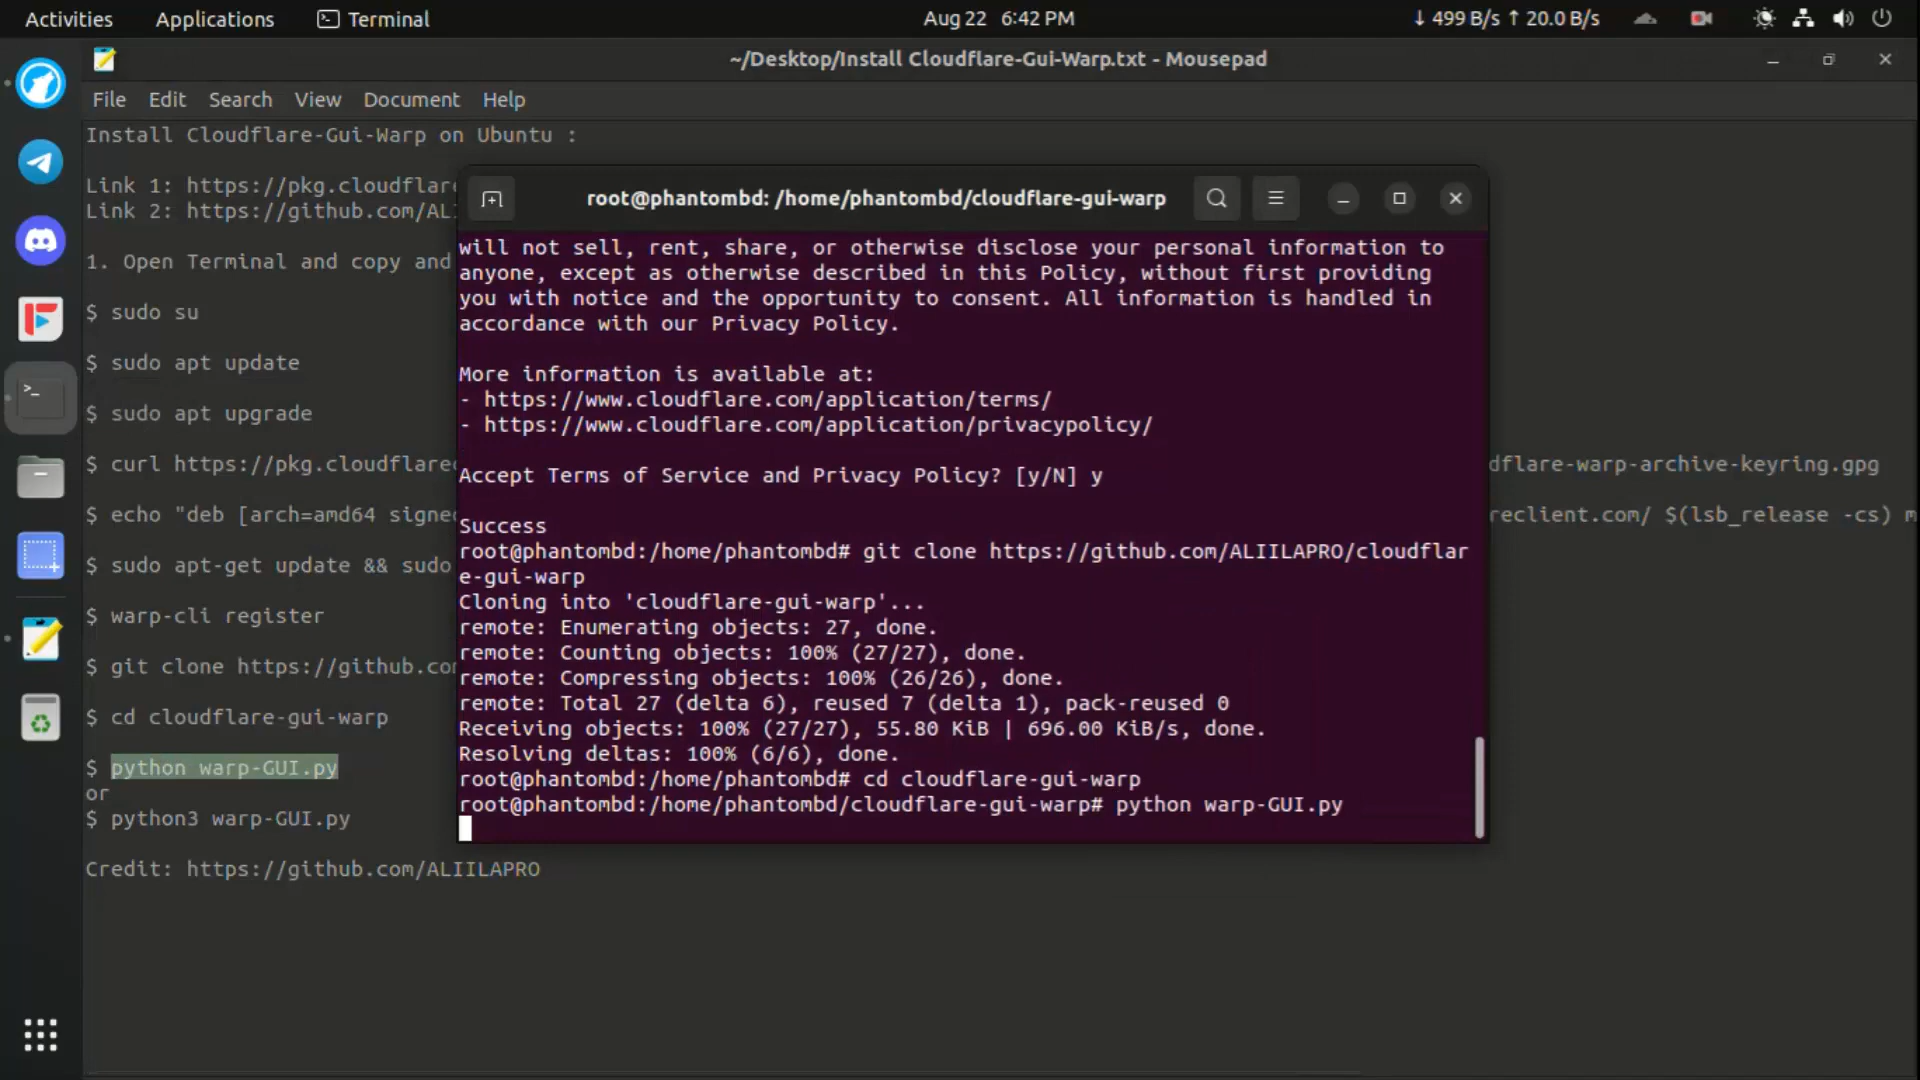 Activities Applications Terminal Aug 22 6:42 PM ↓ 499 B/s ↑ 20.0 B/s
~/Desktop/Install Cloudflare-Gui-Warp.txt - Mousepad
File Edit Search View Document Help
Install Cloudflare-Gui-Warp on Ubuntu :
Link 1: https://pkg.cloudflare
Link 2: https://github.com/AL
1. Open Terminal and copy and
$ sudo su
$ sudo apt update
$ sudo apt upgrade
$ curl https://pkg.cloudflare
dflare-warp-archive-keyring.gpg
$ echo "deb [arch=amd64 signe
reclient.com/ $(lsb_release -cs) m
$ sudo apt-get update && sudo
$ warp-cli register
$ git clone https://github.co
$ cd cloudflare-gui-warp
$ python warp-GUI.py
or
$ python3 warp-GUI.py
Credit: https://github.com/ALIILAPRO
root@phantombd: /home/phantombd/cloudflare-gui-warp
will not sell, rent, share, or otherwise disclose your personal information to
anyone, except as otherwise described in this Policy, without first providing
you with notice and the opportunity to consent. All information is handled in
accordance with our Privacy Policy.
More information is available at:
- https://www.cloudflare.com/application/terms/
- https://www.cloudflare.com/application/privacypolicy/
Accept Terms of Service and Privacy Policy? [y/N] y
Success
root@phantombd:/home/phantombd# git clone https://github.com/ALIILAPRO/cloudflar
e-gui-warp
Cloning into 'cloudflare-gui-warp'...
remote: Enumerating objects: 27, done.
remote: Counting objects: 100% (27/27), done.
remote: Compressing objects: 100% (26/26), done.
remote: Total 27 (delta 6), reused 7 (delta 1), pack-reused 0
Receiving objects: 100% (27/27), 55.80 KiB | 696.00 KiB/s, done.
Resolving deltas: 100% (6/6), done.
root@phantombd:/home/phantombd# cd cloudflare-gui-warp
root@phantombd:/home/phantombd/cloudflare-gui-warp# python warp-GUI.py